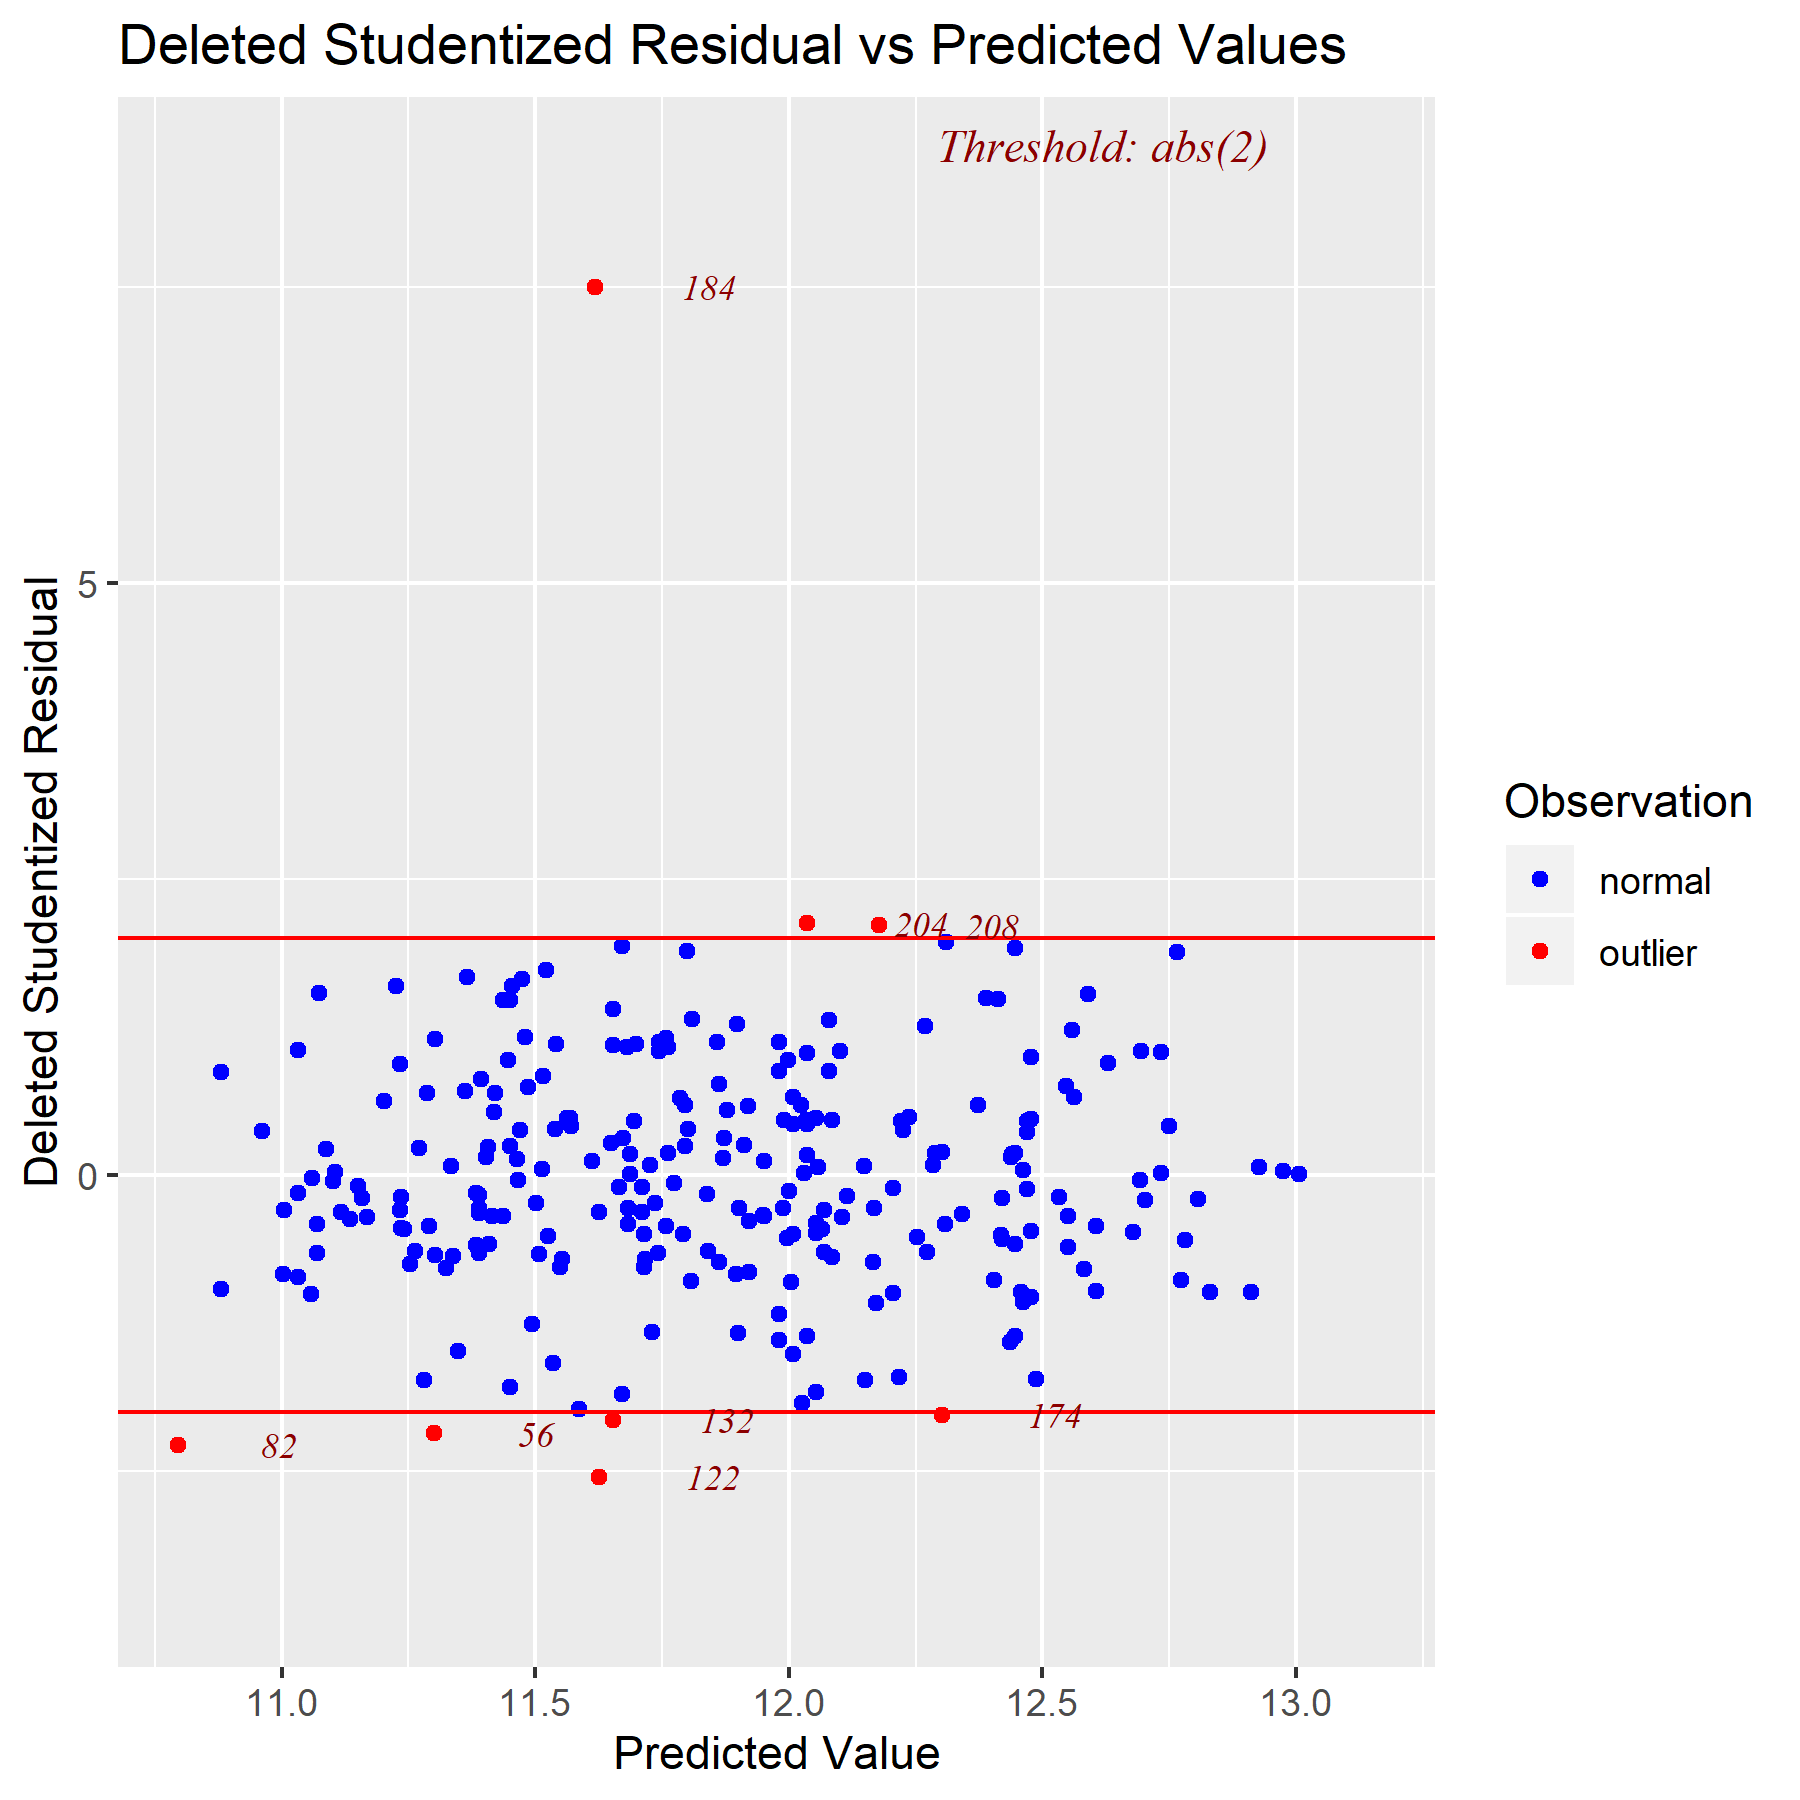 Deleted Studentized Residual vs Predicted Values
Threshold: abs(2)
184
5
Deleted Studentized Residual
Observation
normal
outlier
204 208
0
132
174
82
56
122
11.0 11.5 12.0 12.5 13.0
Predicted Value